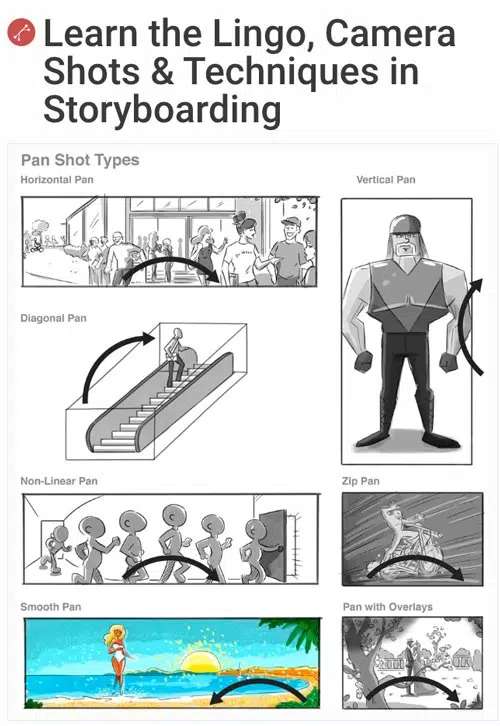 Learn the Lingo, Camera
Shots & Techniques in
Storyboarding
Pan Shot Types
Horizontal Pan
Vertical Pan
Diagonal Pan
Non-Linear Pan
Zip Pan
Smooth Pan
Pan with Overlays